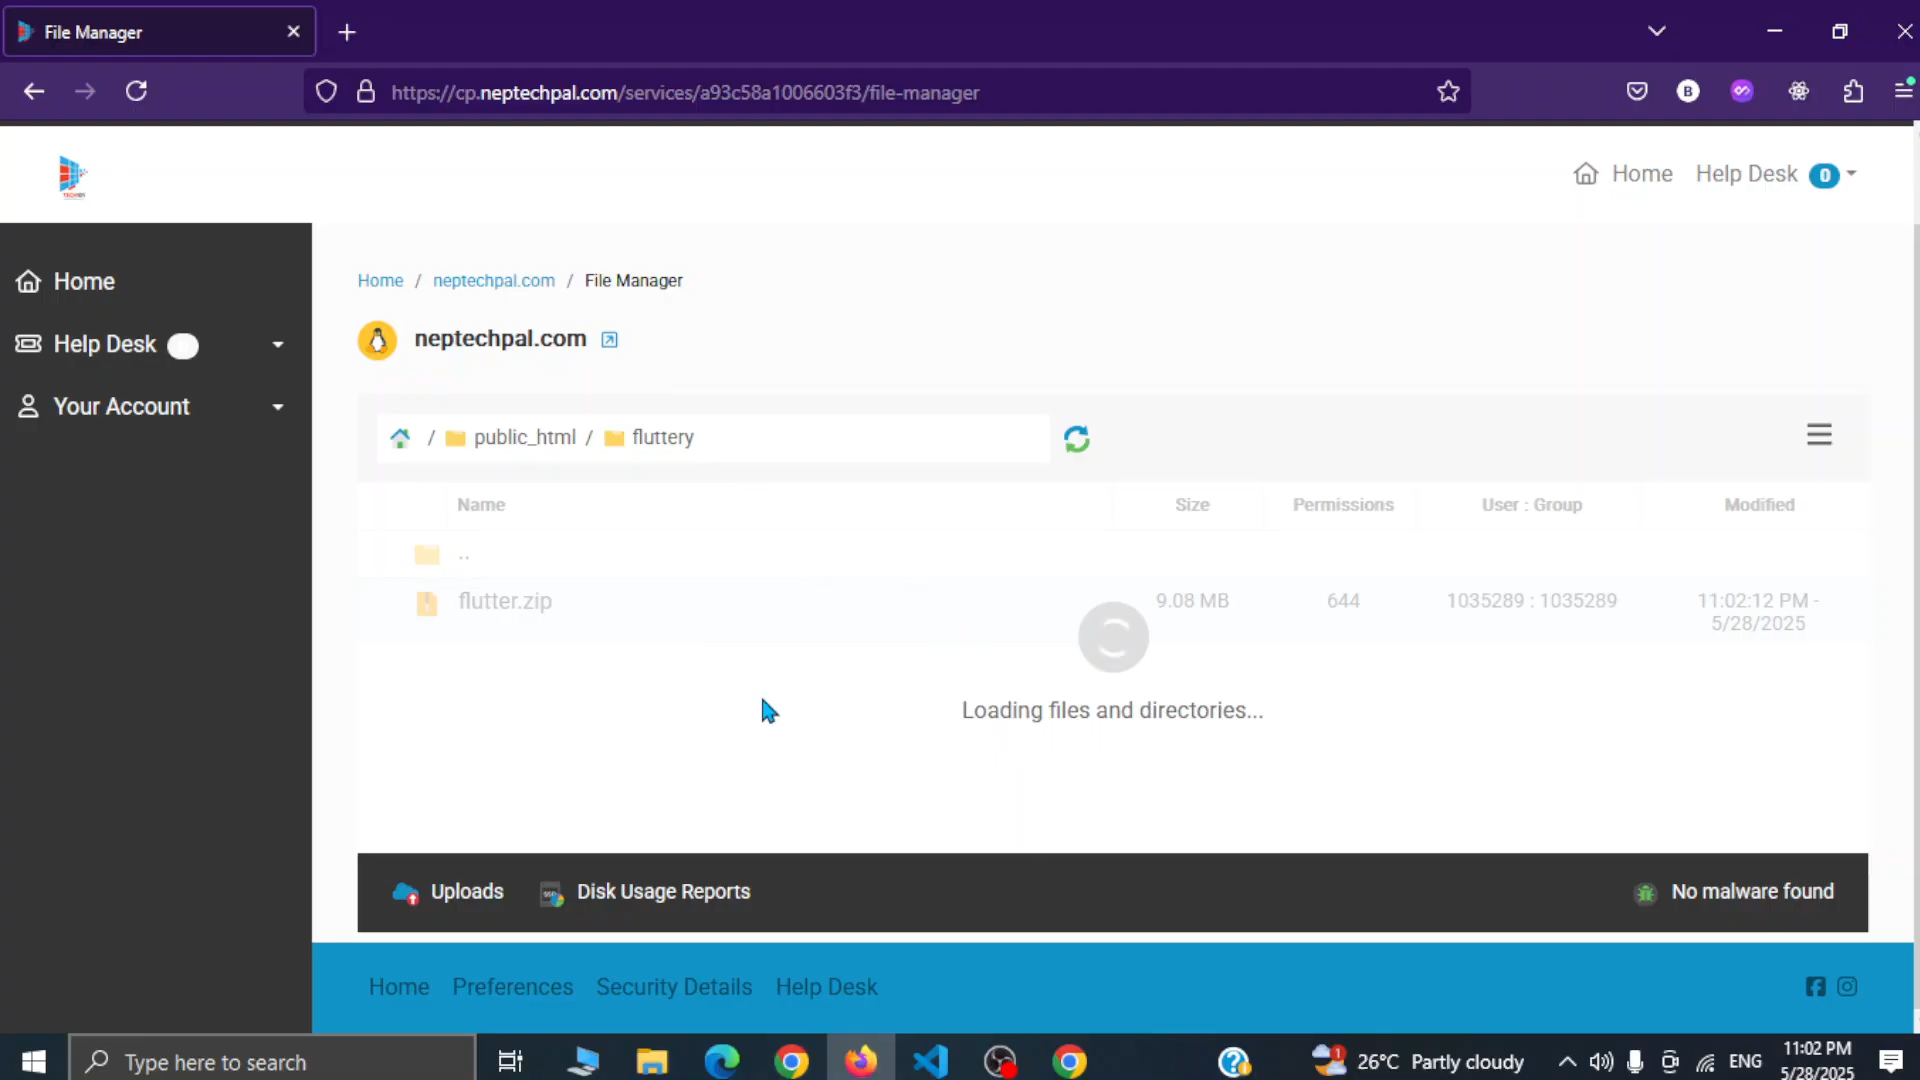 File Manager
https://cp.neptechpal.com/services/a93c58a1006603f3/file-manager
B
Home
Help Desk 0
Home
Help Desk
Your Account
Home / neptechpal.com / File Manager
neptechpal.com
/ public_html / fluttery
Name Size Permissions User : Group Modified
..
flutter.zip 9.08 MB 644 1035289 : 1035289 11:02:12 PM -
5/28/2025
Loading files and directories...
Uploads Disk Usage Reports No malware found
Home Preferences Security Details Help Desk
Type here to search
1
26°C Partly cloudy
ENG
11:02 PM
5/28/2025